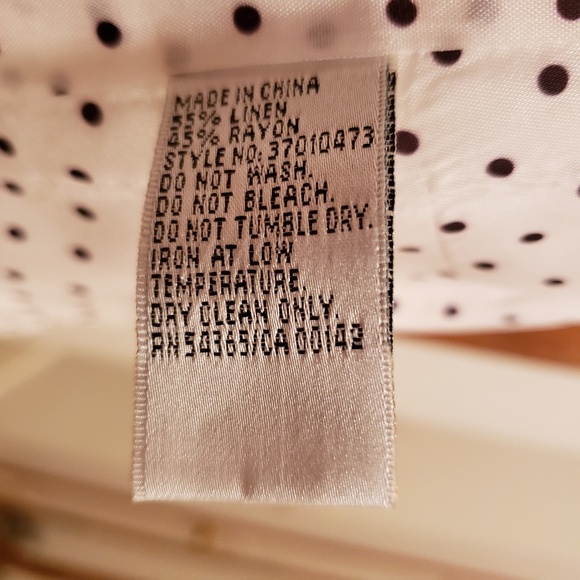 MADE IN CHINA
55% LINEN
45% RAYON
STYLE NO: 37010473
DO NOT WASH.
DO NOT BLEACH.
DO NOT TUMBLE DRY.
IRON AT LOW
TEMPERATURE.
DRY CLEAN ONLY.
RN 54365/CA 00142